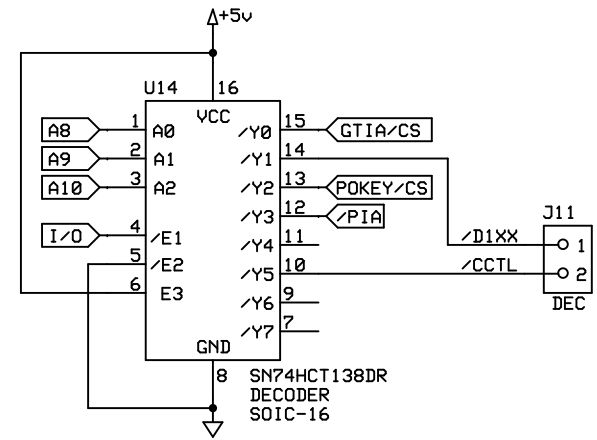 +5v
U14
16
VCC
A8
1
A0
/Y0
15
GTIA/CS
A9
2
A1
/Y1
14
A10
3
A2
/Y2
13
POKEY/CS
/Y3
12
/PIA
I/O
4
/E1
/Y4
11
5
/E2
/Y5
10
6
E3
/Y6
9
/Y7
7
GND
8
J11
/D1XX
1
/CCTL
2
DEC
SN74HCT138DR
DECODER
SOIC-16